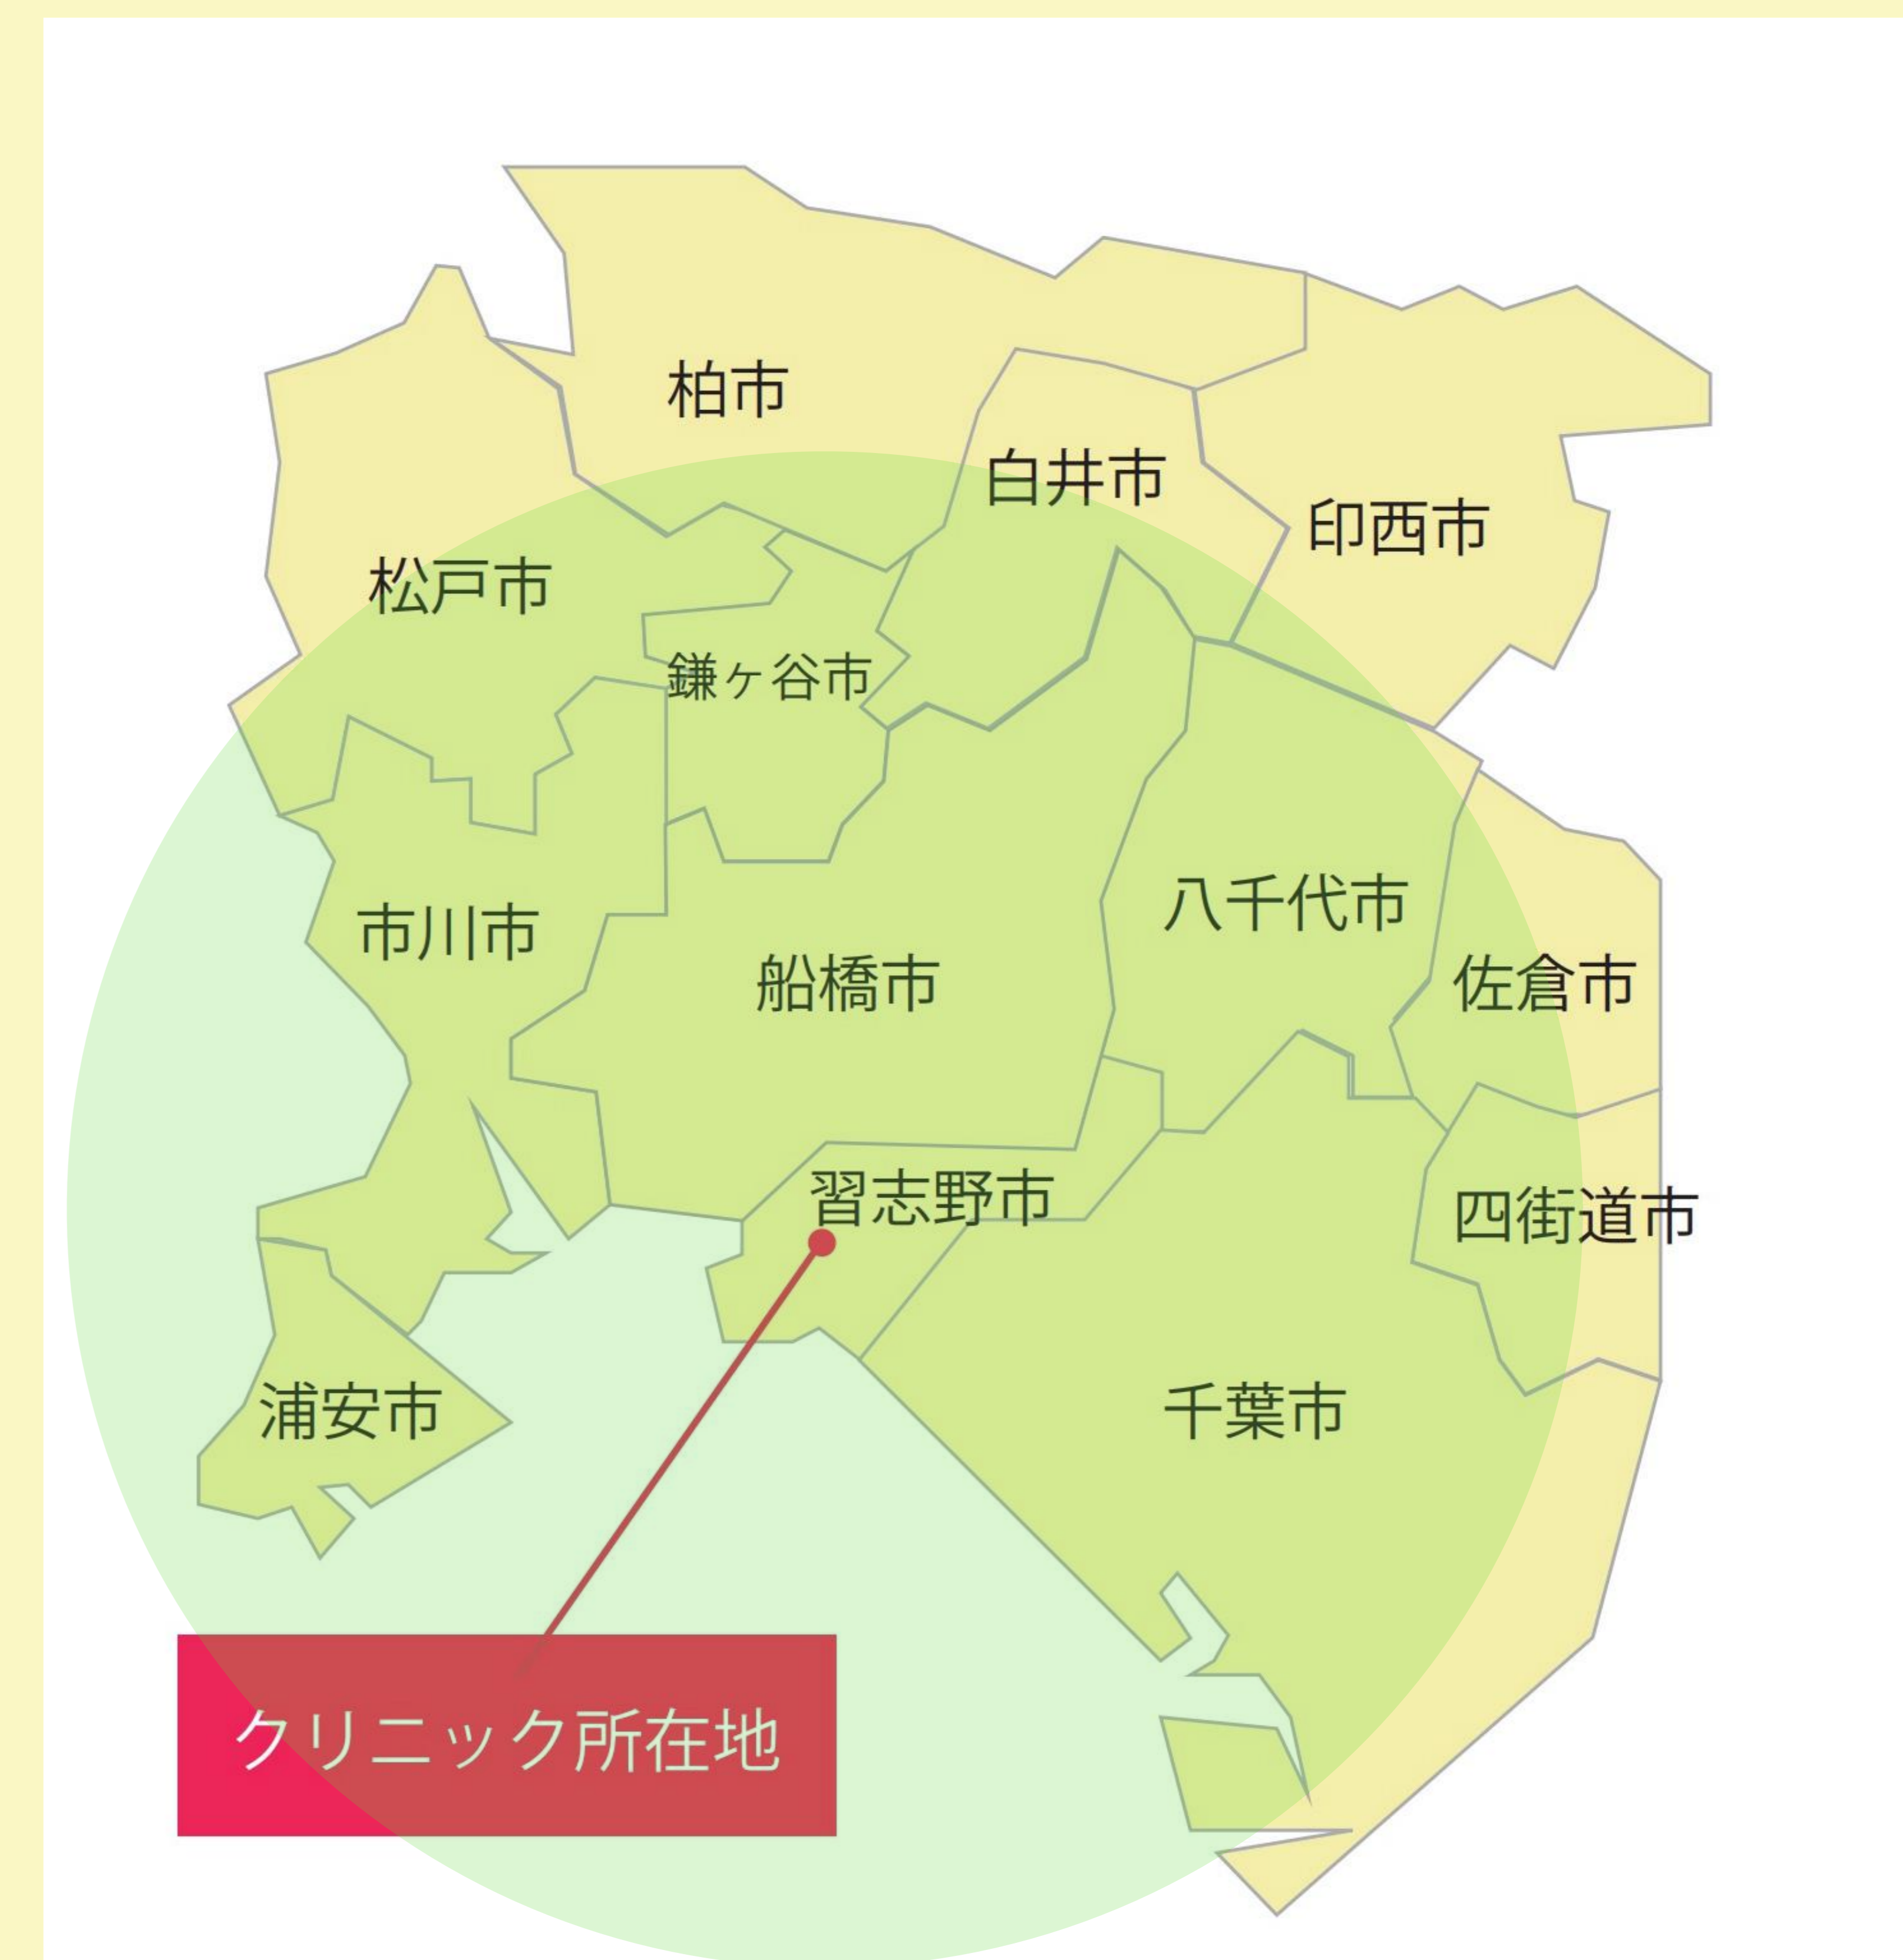 柏市
白井市
印西市
松戸市
鎌ヶ谷市
八千代市
市川市
船橋市
佐倉市
習志野市
四街道市
浦安市
千葉市
クリニック所在地